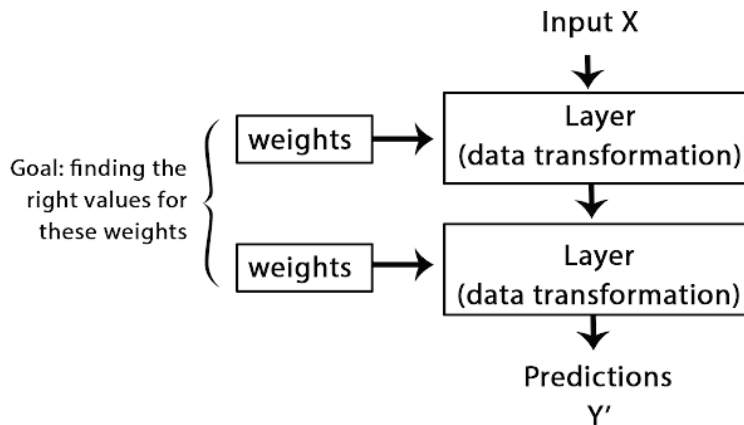 Input X
Layer
(data transformation)
weights
Goal: finding the
right values for
these weights
weights
Layer
(data transformation)
Predictions
Y’